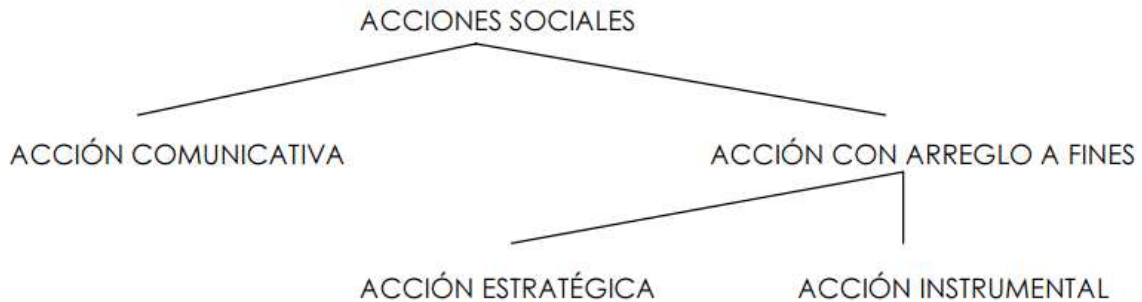 ACCIONES SOCIALES
ACCIÓN COMUNICATIVA
ACCIÓN CON ARREGLO A FINES
ACCIÓN ESTRATÉGICA
ACCIÓN INSTRUMENTAL